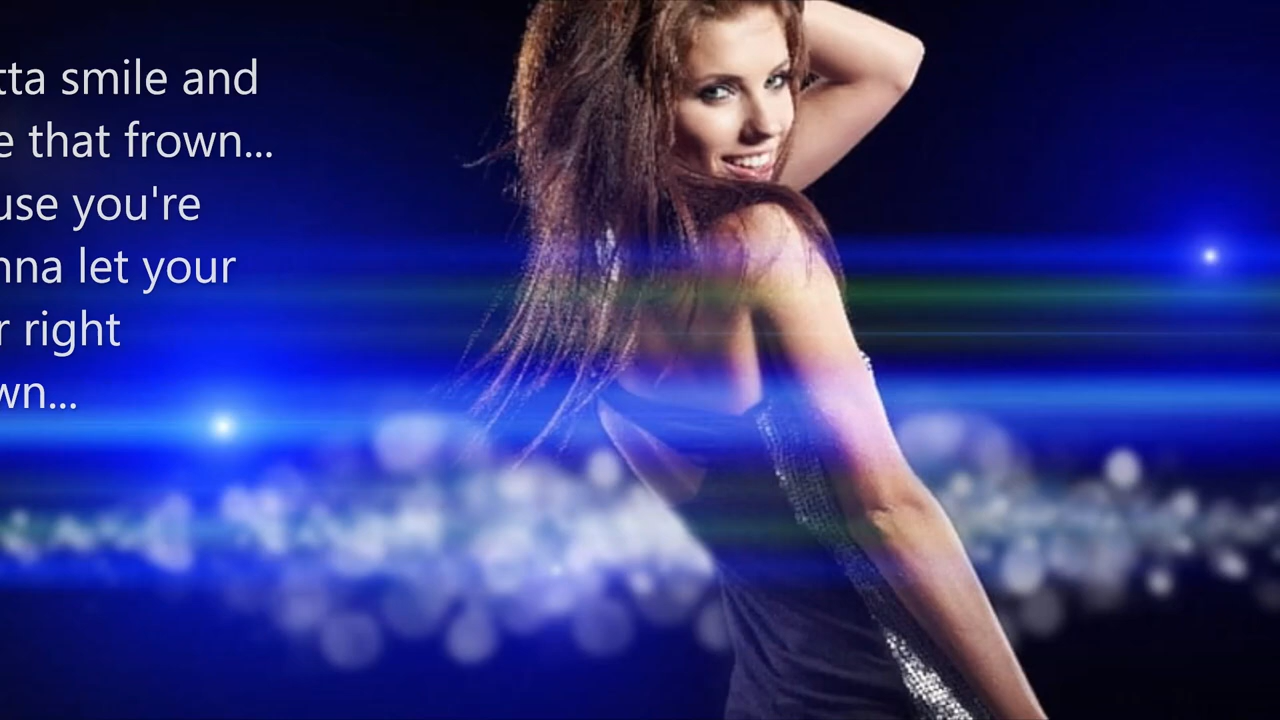 tta smile and
e that frown...
use you're
nna let your
r right
wn...